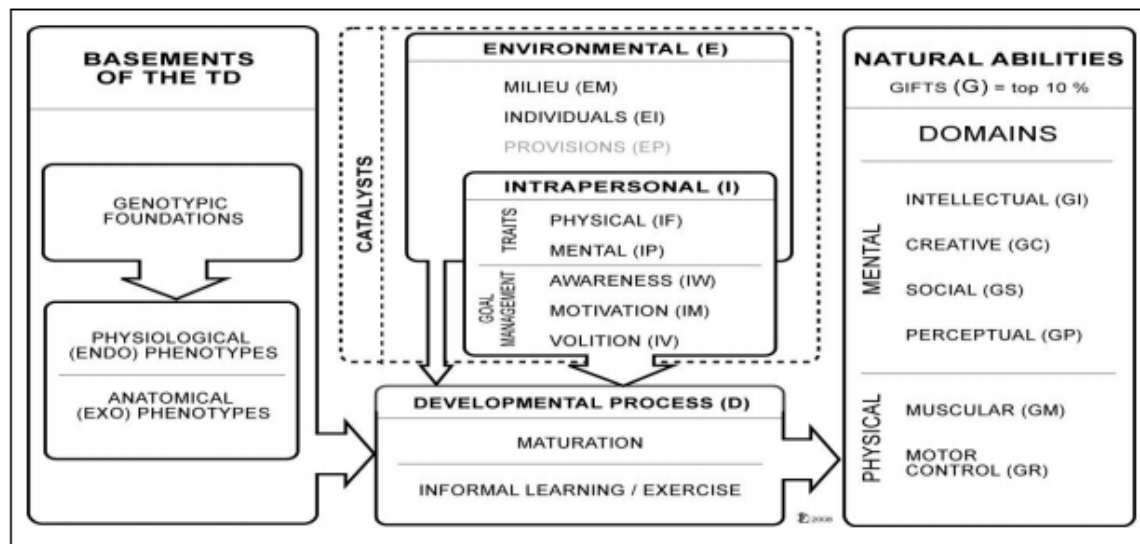 BASEMENTS
OF THE TD
GENOTYPIC
FOUNDATIONS
PHYSIOLOGICAL
(ENDO) PHENOTYPES
ANATOMICAL
(EXO) PHENOTYPES
CATALYSTS
ENVIRONMENTAL (E)
MILIEU (EM)
INDIVIDUALS (EI)
PROVISIONS (EP)
INTRAPERSONAL (I)
TRAITS
PHYSICAL (IF)
MENTAL (IP)
GOAL
MANAGEMENT
AWARENESS (IW)
MOTIVATION (IM)
VOLITION (IV)
DEVELOPMENTAL PROCESS (D)
MATURATION
INFORMAL LEARNING / EXERCISE
2008
NATURAL ABILITIES
GIFTS (G) = top 10 %
DOMAINS
MENTAL
INTELLECTUAL (GI)
CREATIVE (GC)
SOCIAL (GS)
PERCEPTUAL (GP)
PHYSICAL
MUSCULAR (GM)
MOTOR
CONTROL (GR)